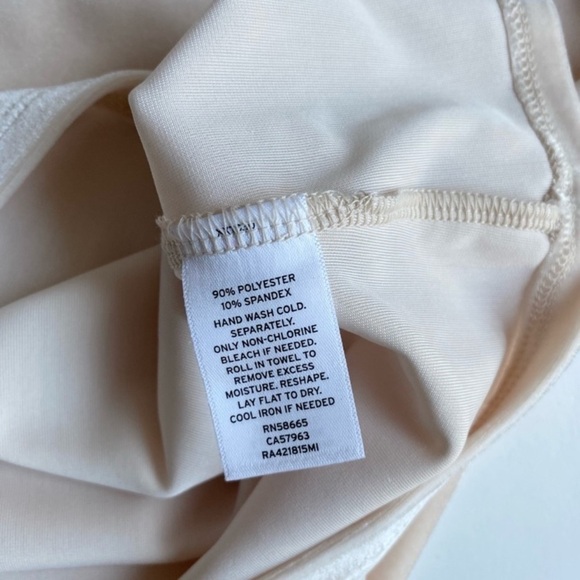 90% POLYESTER
10% SPANDEX
HAND WASH COLD.
SEPARATELY.
ONLY NON-CHLORINE
BLEACH IF NEEDED.
ROLL IN TOWEL TO
REMOVE EXCESS
MOISTURE. RESHAPE.
LAY FLAT TO DRY.
COOL IRON IF NEEDED
RN58665
CA57963
RA421815MI